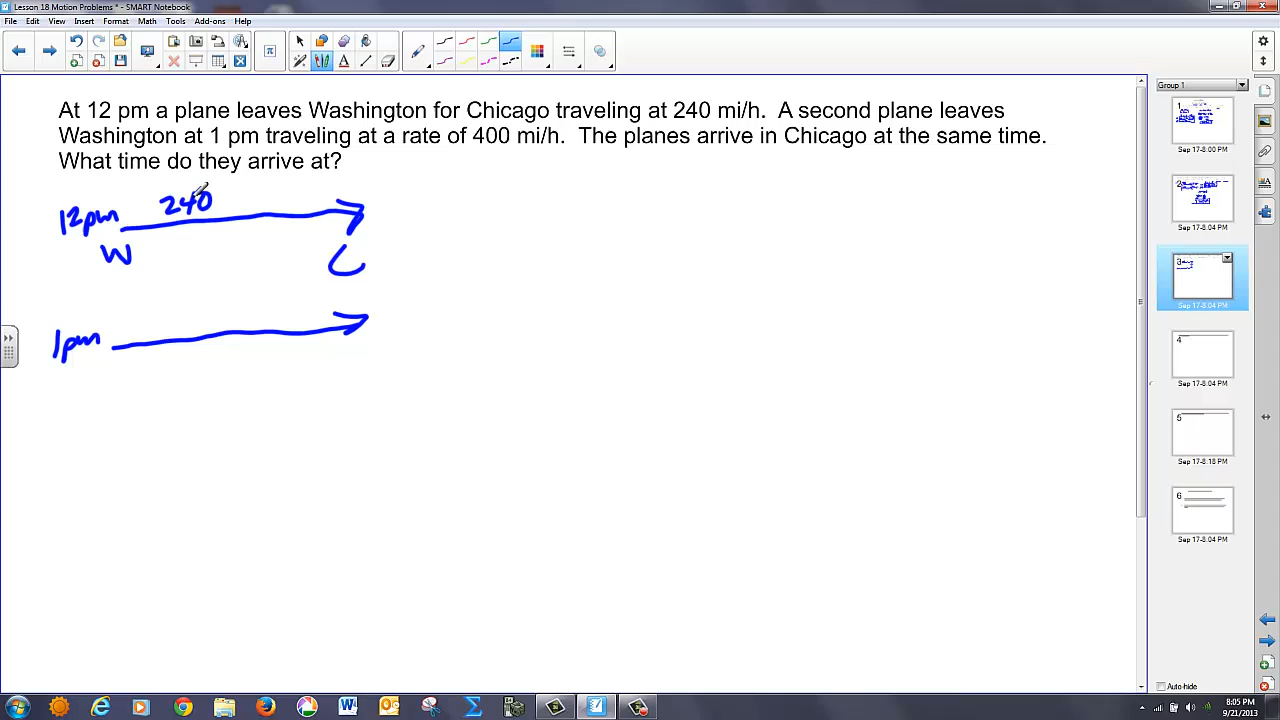 Lesson 18 Motion Problems * - SMART Notebook
File Edit View Insert Format Math Tools Add-ons Help
Group 1
At 12 pm a plane leaves Washington for Chicago traveling at 240 mi/h. A second plane leaves
Washington at 1 pm traveling at a rate of 400 mi/h. The planes arrive in Chicago at the same time.
What time do they arrive at?
12pm 240
W C
1pm
1
Sep 17-8:00 PM
2
Sep 17-8:04 PM
3
Sep 17-8:04 PM
4
Sep 17-8:04 PM
5
Sep 17-8:18 PM
6
Sep 17-8:04 PM
Auto-hide
8:05 PM
9/21/2013